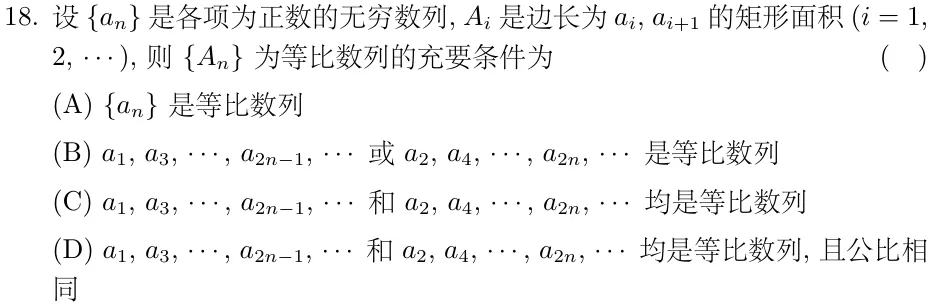 18. 设 {aₙ} 是各项为正数的无穷数列, Aᵢ 是边长为 aᵢ, aᵢ₊₁ 的矩形面积 (i = 1,
2, ⋯), 则 {Aₙ} 为等比数列的充要条件为 ( )
(A) {aₙ} 是等比数列
(B) a₁, a₃, ⋯, a₂ₙ₋₁, ⋯ 或 a₂, a₄, ⋯, a₂ₙ, ⋯ 是等比数列
(C) a₁, a₃, ⋯, a₂ₙ₋₁, ⋯ 和 a₂, a₄, ⋯, a₂ₙ, ⋯ 均是等比数列
(D) a₁, a₃, ⋯, a₂ₙ₋₁, ⋯ 和 a₂, a₄, ⋯, a₂ₙ, ⋯ 均是等比数列, 且公比相
同